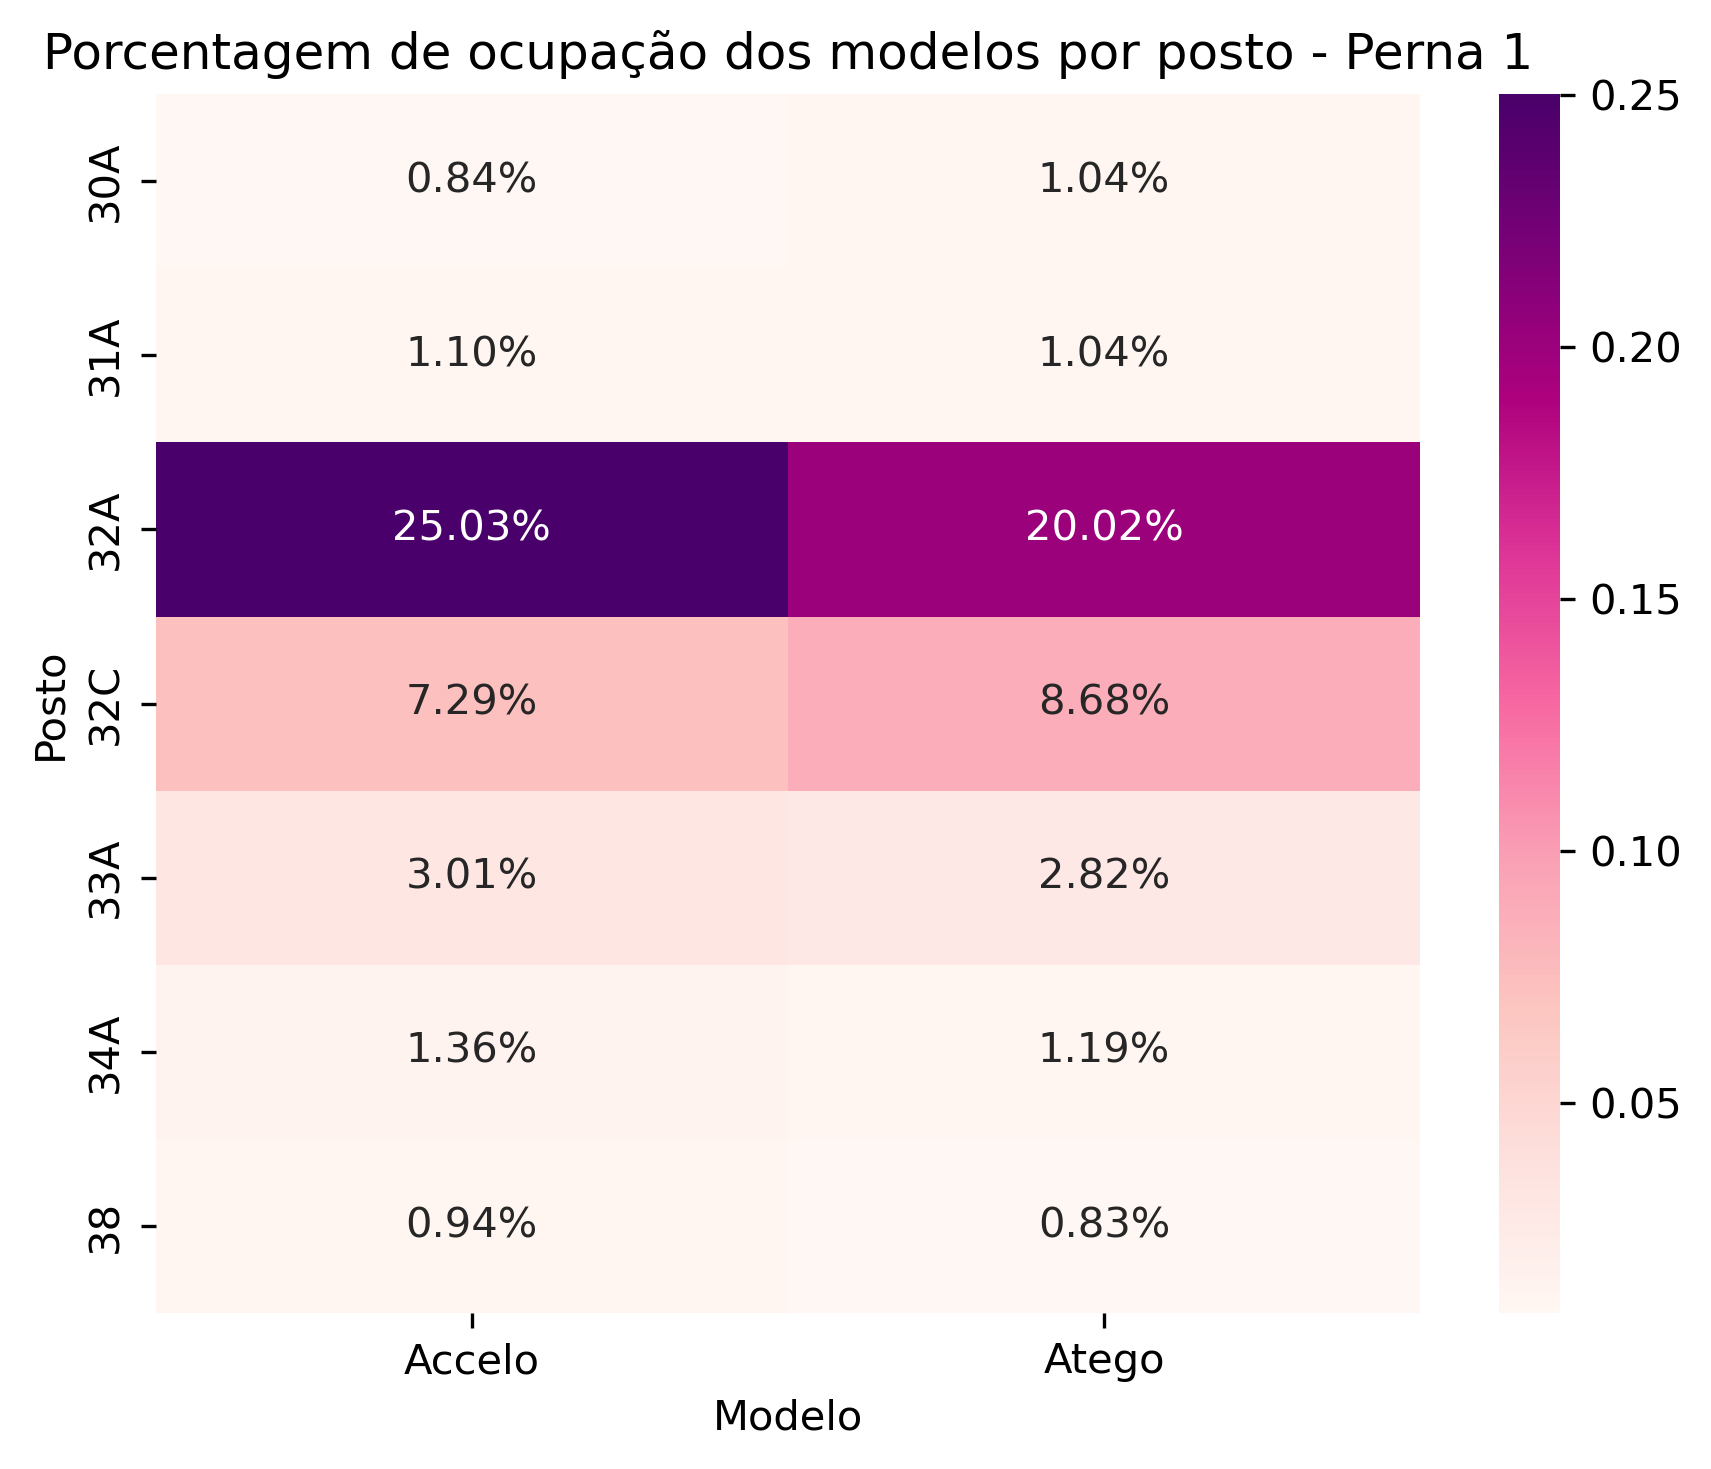 Porcentagem de ocupação dos modelos por posto - Perna 1
30A
0.84%
1.04%
31A
1.10%
1.04%
32A
25.03%
20.02%
32C
7.29%
8.68%
33A
3.01%
2.82%
34A
1.36%
1.19%
38
0.94%
0.83%
Posto
Accelo
Atego
Modelo
0.25
0.20
0.15
0.10
0.05